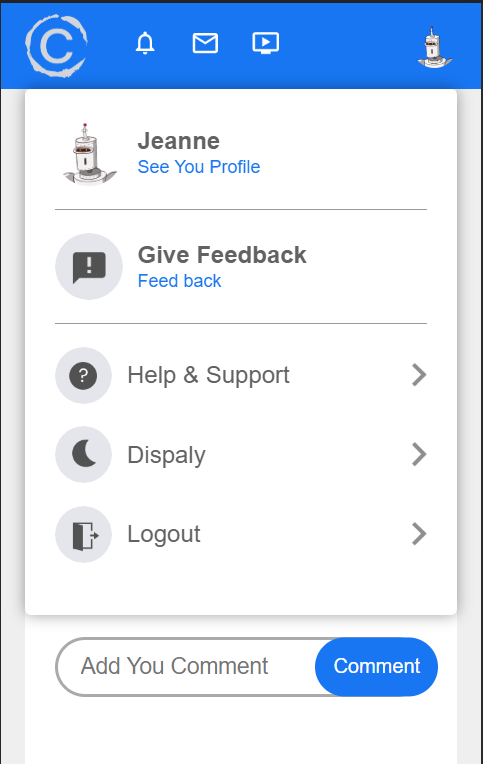 C
Jeanne
See You Profile
Give Feedback
Feed back
Help & Support
Dispaly
Logout
Add You Comment
Comment